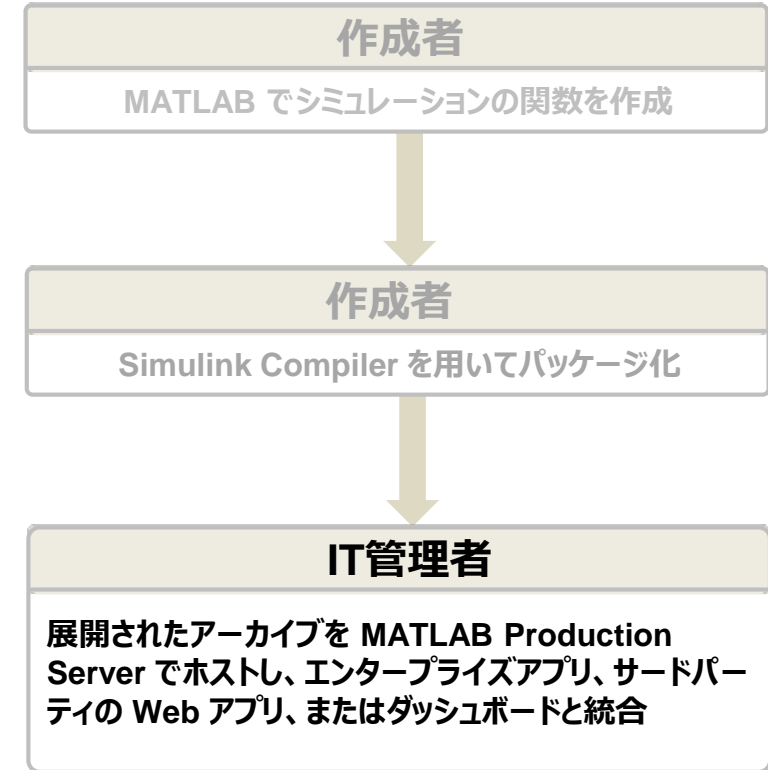 作成者
MATLAB でシミュレーションの関数を作成
作成者
Simulink Compiler を用いてパッケージ化
IT管理者
展開されたアーカイブを MATLAB Production
Server でホストし、エンタープライズアプリ、サードパー
ティの Web アプリ、またはダッシュボードと統合